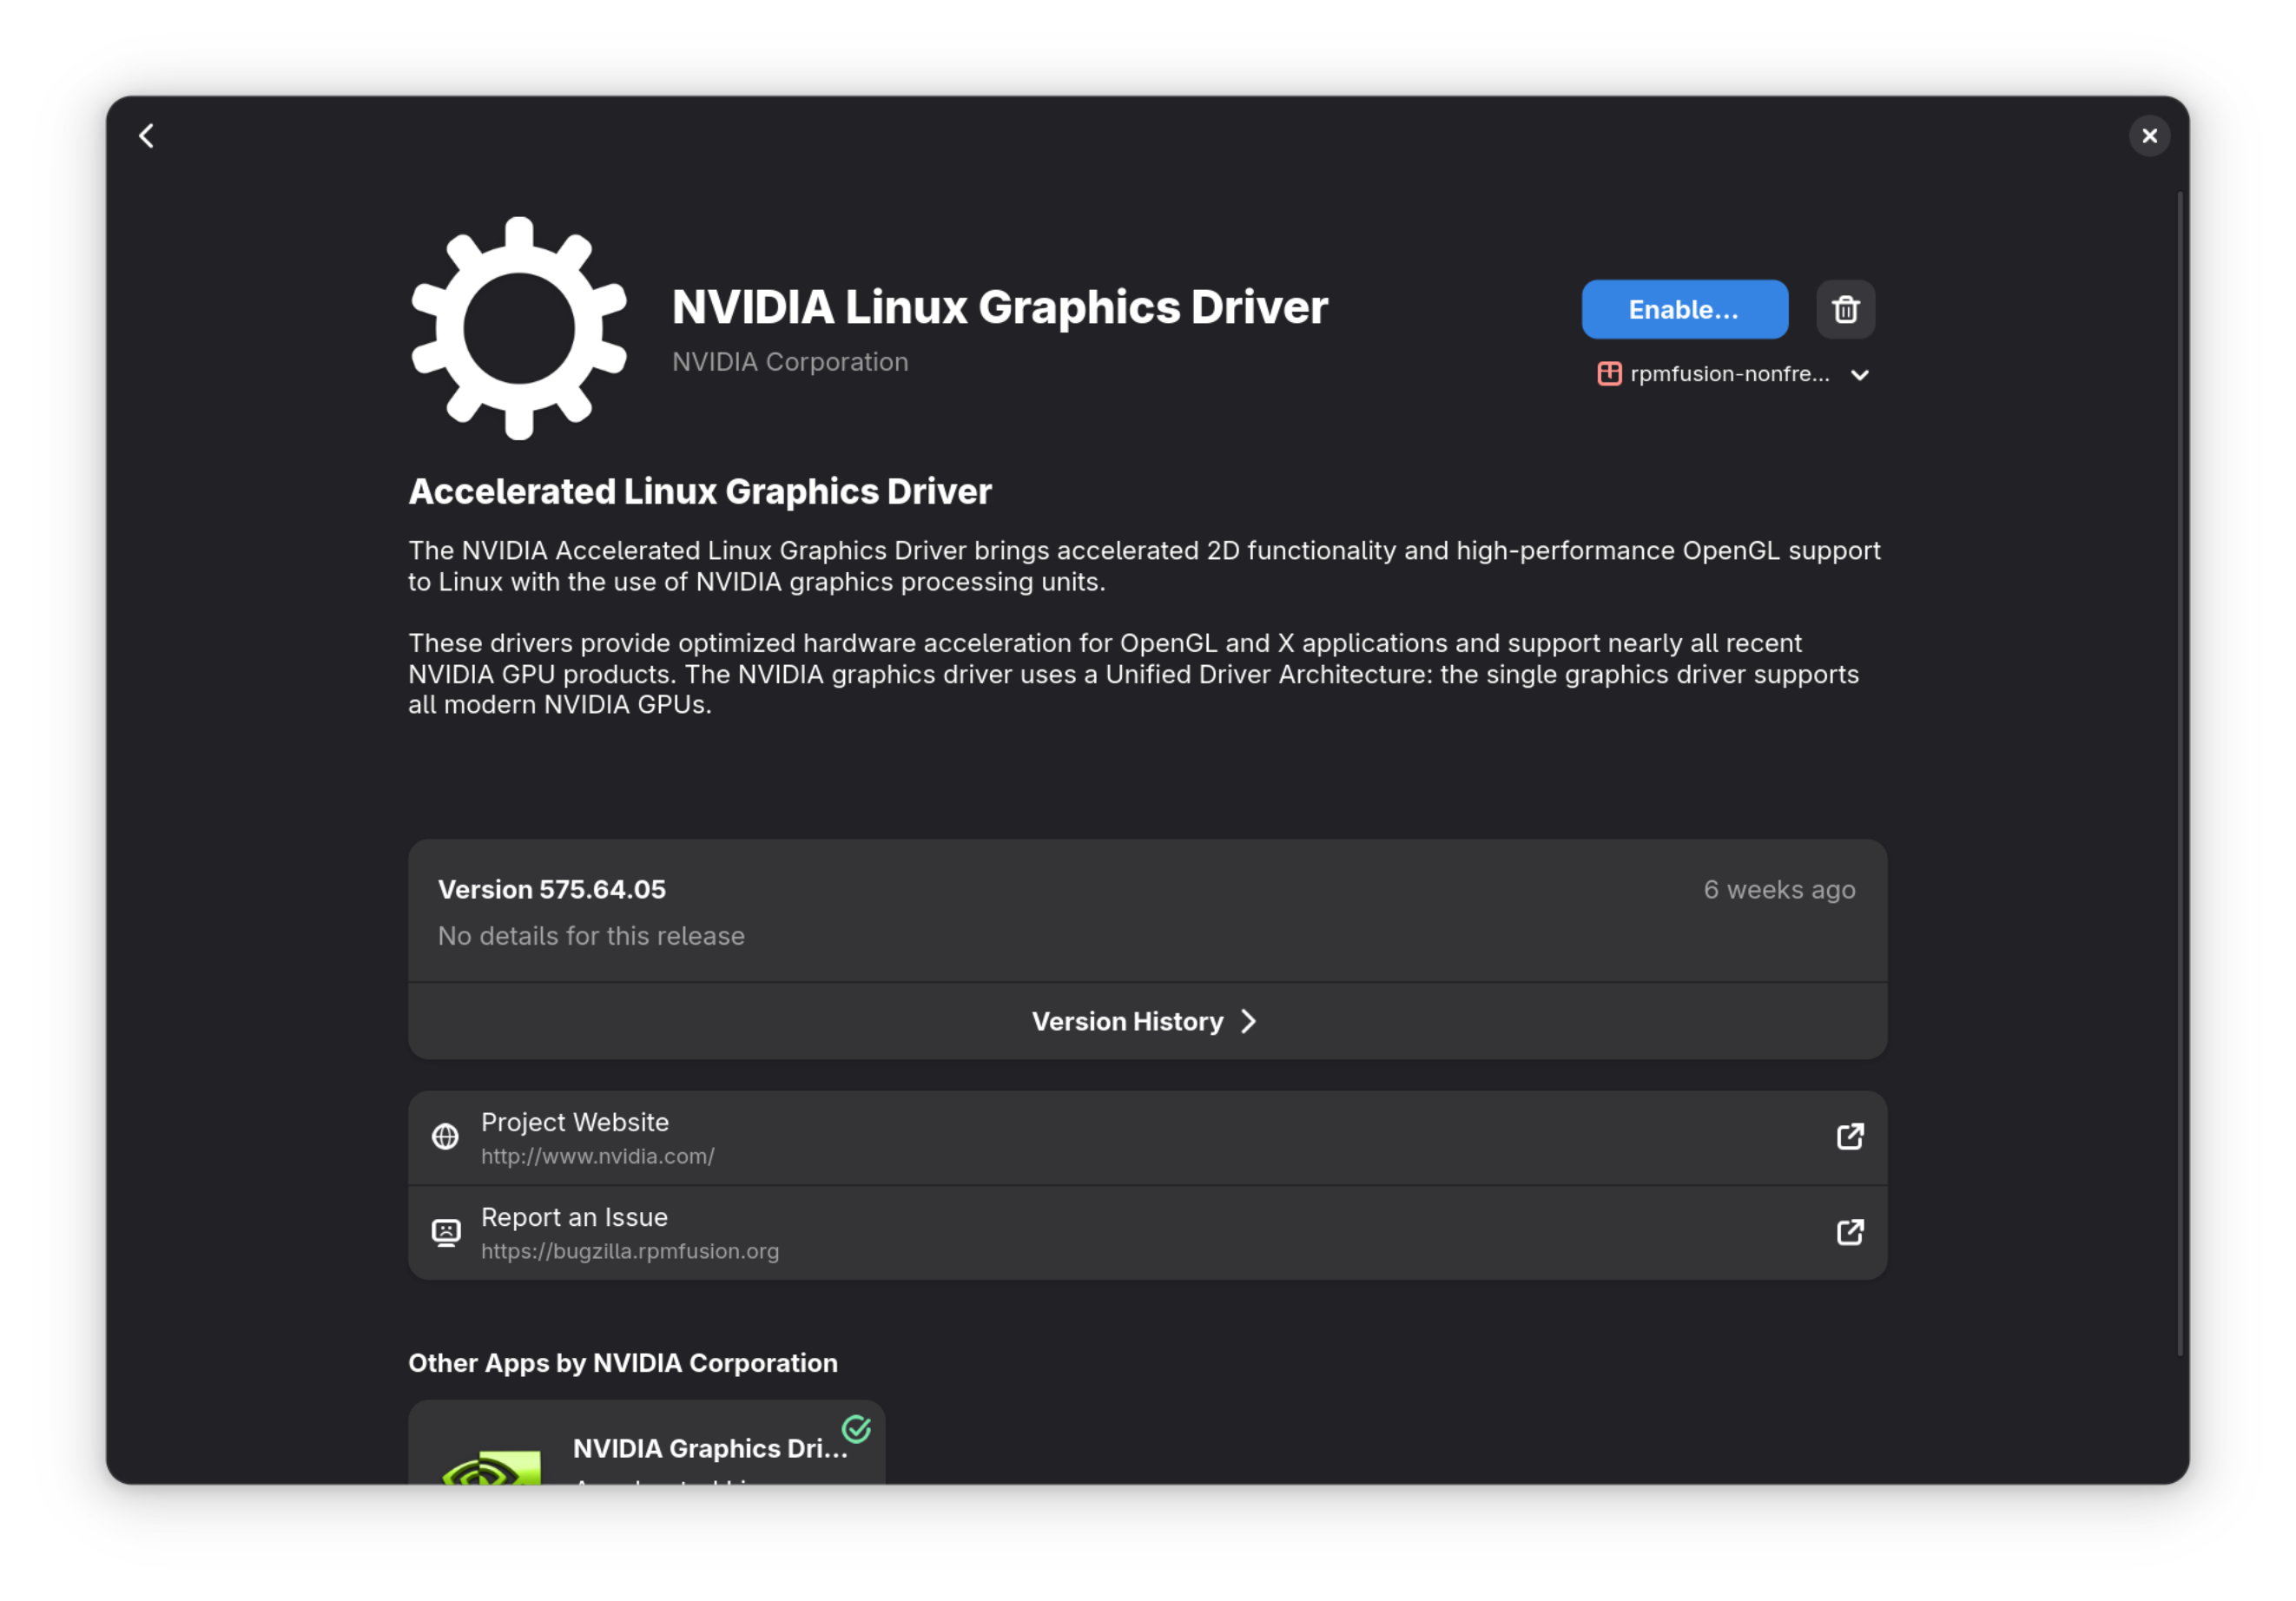 NVIDIA Linux Graphics Driver
NVIDIA Corporation
Enable...
rpmfusion-nonfre...
Accelerated Linux Graphics Driver
The NVIDIA Accelerated Linux Graphics Driver brings accelerated 2D functionality and high-performance OpenGL support
to Linux with the use of NVIDIA graphics processing units.
These drivers provide optimized hardware acceleration for OpenGL and X applications and support nearly all recent
NVIDIA GPU products. The NVIDIA graphics driver uses a Unified Driver Architecture: the single graphics driver supports
all modern NVIDIA GPUs.
Version 575.64.05
6 weeks ago
No details for this release
Version History
Project Website
http://www.nvidia.com/
Report an Issue
https://bugzilla.rpmfusion.org
Other Apps by NVIDIA Corporation
NVIDIA Graphics Dri...